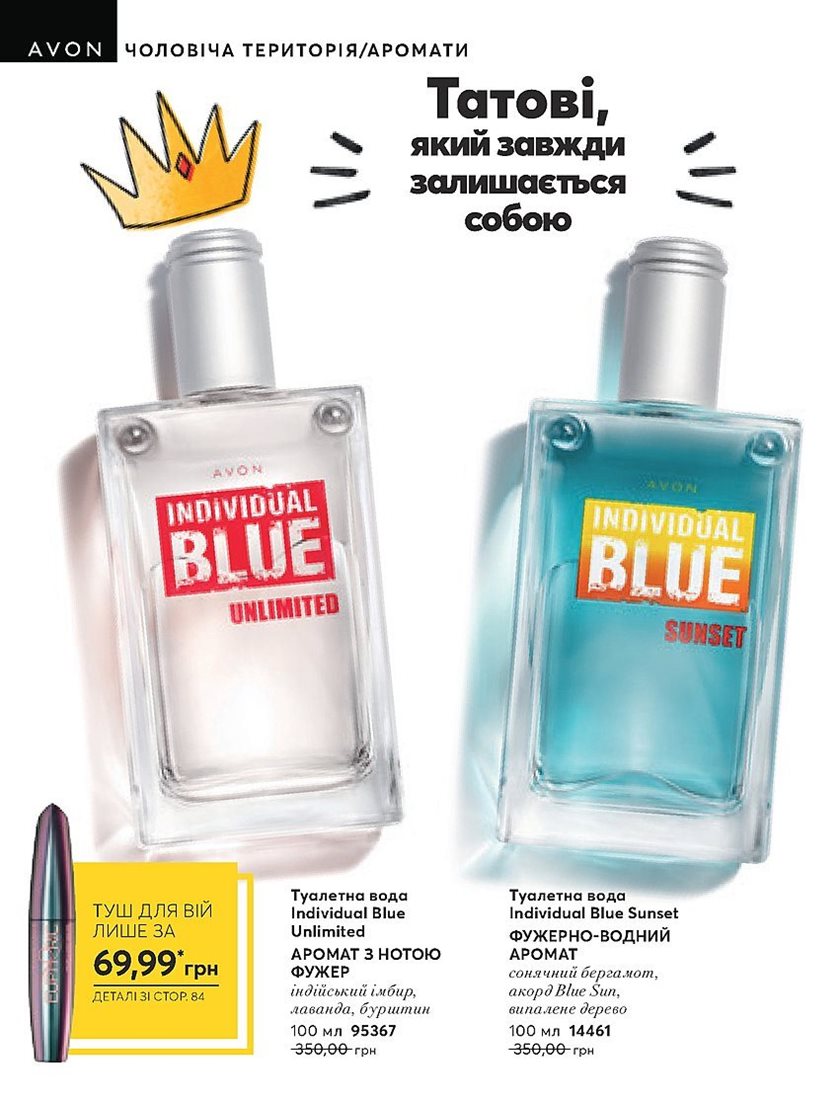 AVON ЧОЛОВІЧА ТЕРИТОРІЯ/АРОМАТИ
Татові,
який завжди
залишається
собою
AVON
INDIVIDUAL
BLUE
UNLIMITED
AVON
INDIVIDUAL
BLUE
SUNSET
EUPHORIC
ТУШ ДЛЯ ВІЙ
ЛИШЕ ЗА
69,99* грн
ДЕТАЛІ ЗІ СТОР. 84
Туалетна вода
Individual Blue
Unlimited
АРОМАТ З НОТОЮ
ФУЖЕР
індійський імбир,
лаванда, бурштин
100 мл 95367
350,00 грн
Туалетна вода
Individual Blue Sunset
ФУЖЕРНО-ВОДНИЙ
АРОМАТ
сонячний бергамот,
акорд Blue Sun,
випалене дерево
100 мл 14461
350,00 грн